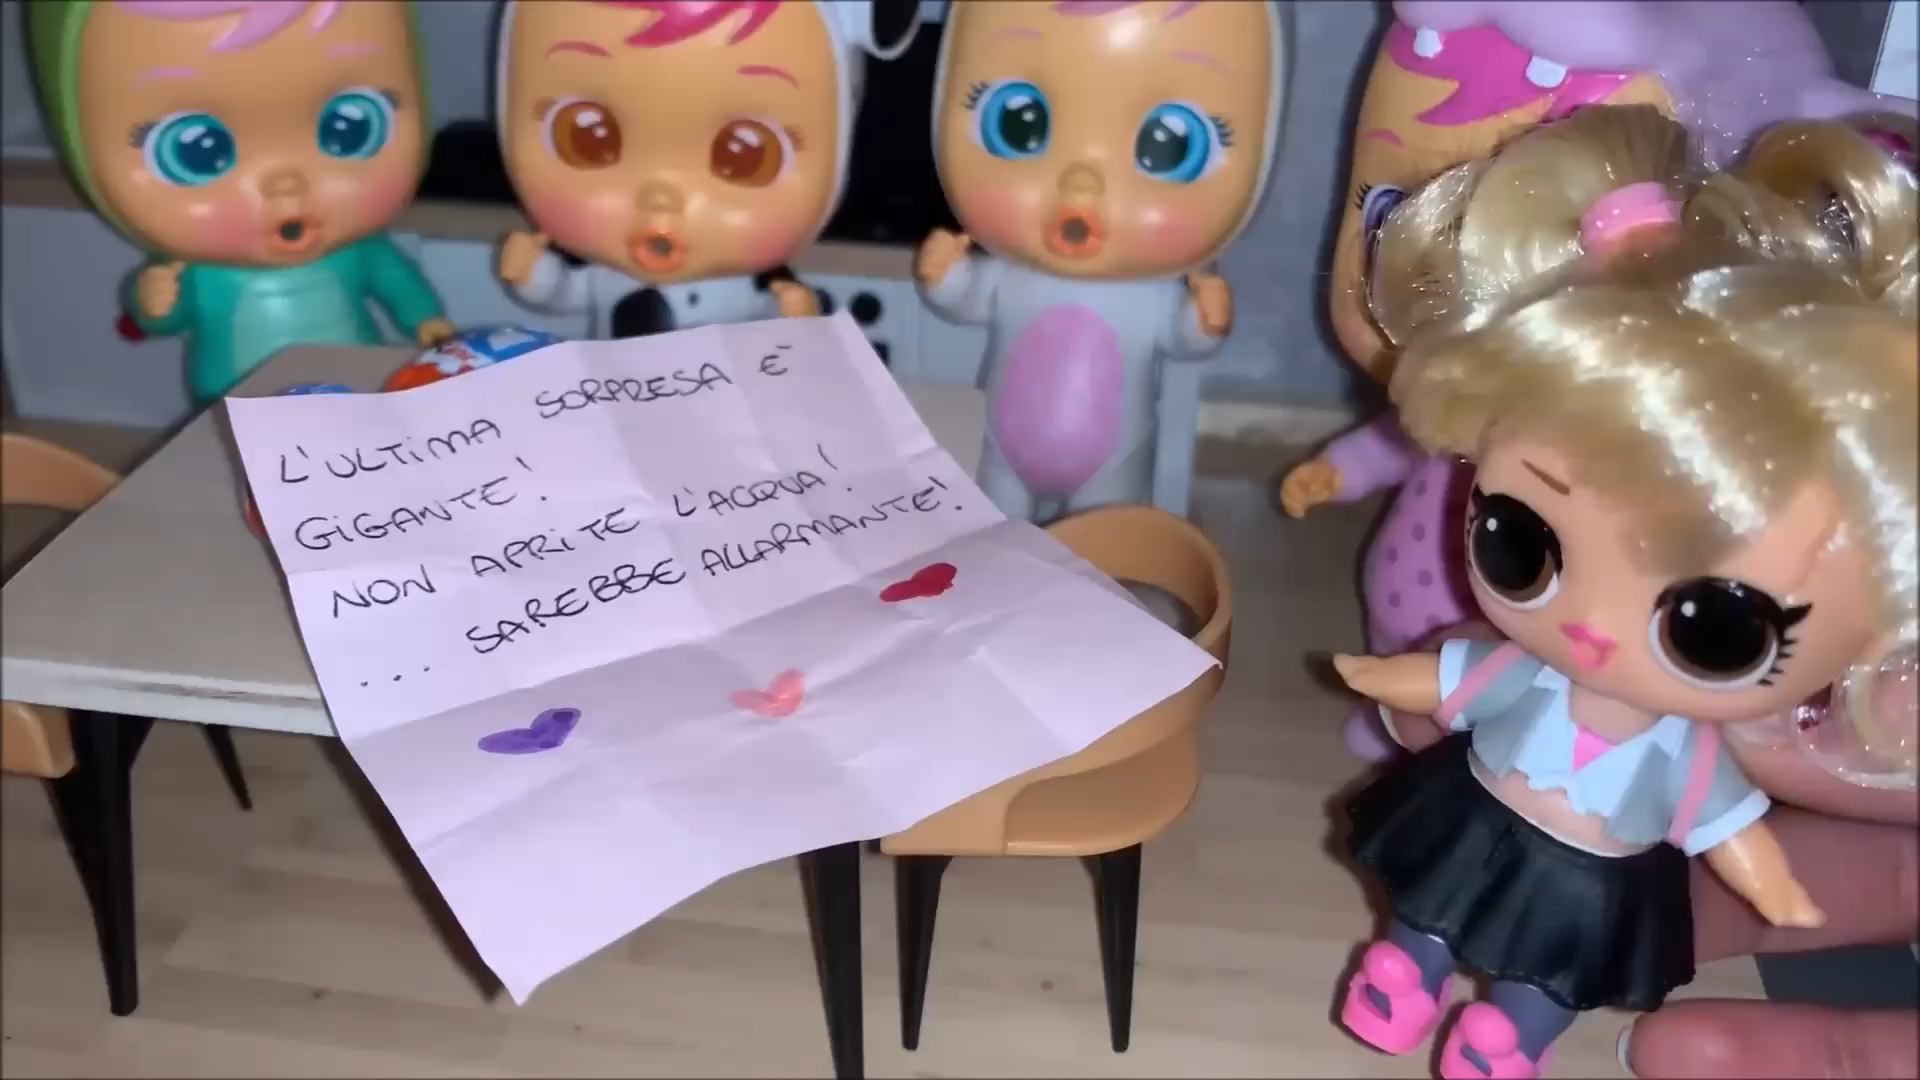 L'ULTIMA SORPRESA E'
GIGANTE!
NON APRITE L'ACQUA!
... SAREBBE ALLARMANTE!